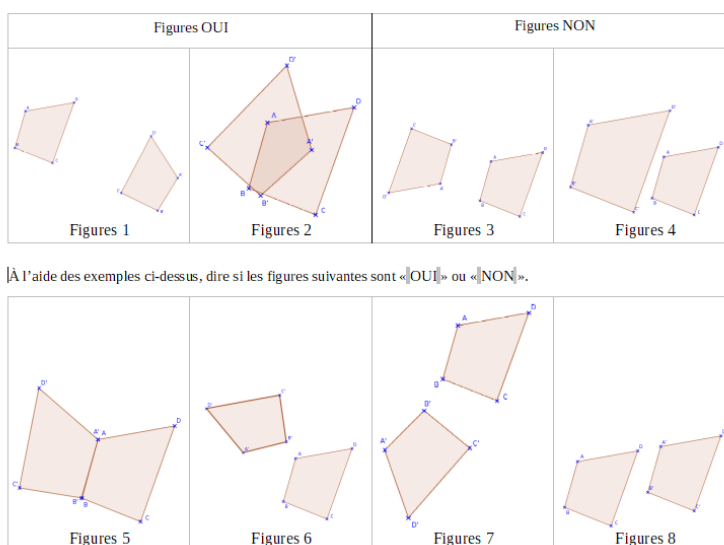 Figures OUI
Figures NON
A
C
D'
A
D
A'
C'
B
B'
C
C'
B'
D'
A
D
B
C
A'
D'
B'
C'
A
D
B
C
Figures 1
Figures 2
Figures 3
Figures 4
À l’aide des exemples ci-dessus, dire si les figures suivantes sont « OUI » ou « NON ».
D'
A'
A
D
C'
B'
B
C
D'
C'
B'
A'
A
D
B
C
A
D
C
B'
A'
C'
D'
A
D
B
C
A'
D
B'
C'
Figures 5
Figures 6
Figures 7
Figures 8